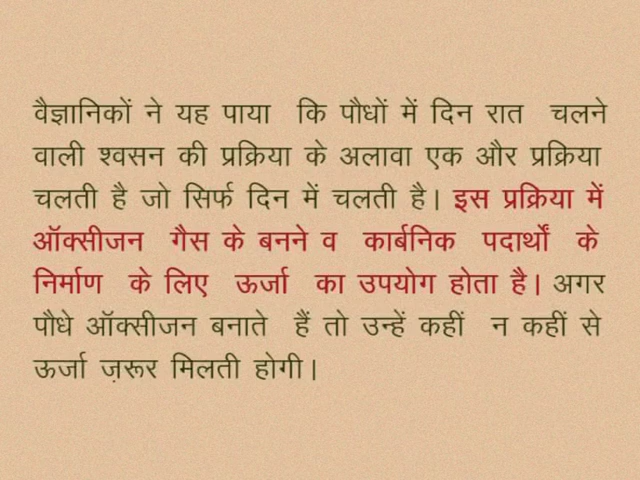 वैज्ञानिकों ने यह पाया कि पौधों में दिन रात चलने
वाली श्वसन की प्रक्रिया के अलावा एक और प्रक्रिया
चलती है जो सिर्फ दिन में चलती है। इस प्रक्रिया में
ऑक्सीजन गैस के बनने व कार्बनिक पदार्थों के
निर्माण के लिए ऊर्जा का उपयोग होता है। अगर
पौधे ऑक्सीजन बनाते हैं तो उन्हें कहीं न कहीं से
ऊर्जा ज़रूर मिलती होगी।